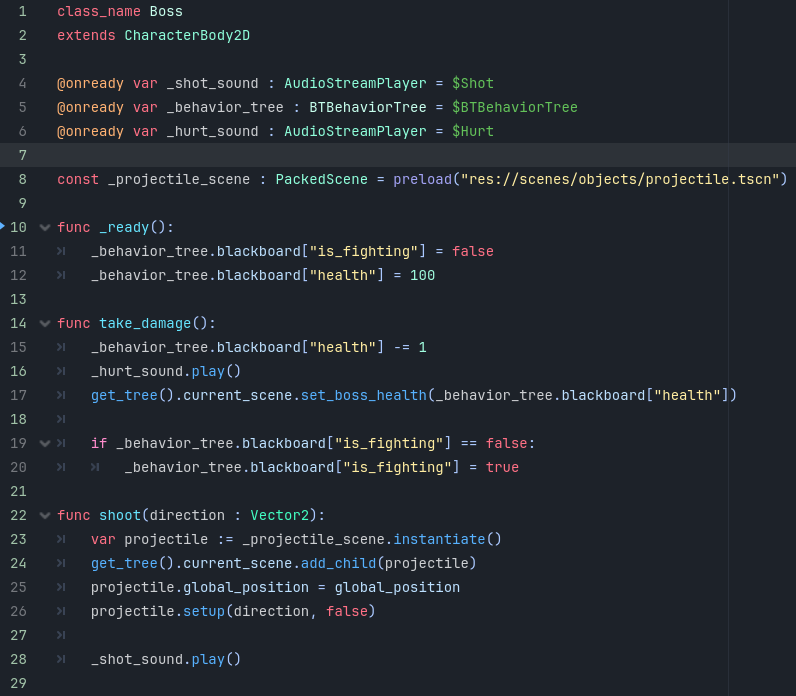 1 class_name Boss
2 extends CharacterBody2D
3
4 @onready var _shot_sound : AudioStreamPlayer = $Shot
5 @onready var _behavior_tree : BTBehaviorTree = $BTBehaviorTree
6 @onready var _hurt_sound : AudioStreamPlayer = $Hurt
7
8 const _projectile_scene : PackedScene = preload("res://scenes/objects/projectile.tscn")
9
10 func _ready():
11 _behavior_tree.blackboard["is_fighting"] = false
12 _behavior_tree.blackboard["health"] = 100
13
14 func take_damage():
15 _behavior_tree.blackboard["health"] -= 1
16 _hurt_sound.play()
17 get_tree().current_scene.set_boss_health(_behavior_tree.blackboard["health"])
18
19 if _behavior_tree.blackboard["is_fighting"] == false:
20 _behavior_tree.blackboard["is_fighting"] = true
21
22 func shoot(direction : Vector2):
23 var projectile := _projectile_scene.instantiate()
24 get_tree().current_scene.add_child(projectile)
25 projectile.global_position = global_position
26 projectile.setup(direction, false)
27
28 _shot_sound.play()
29